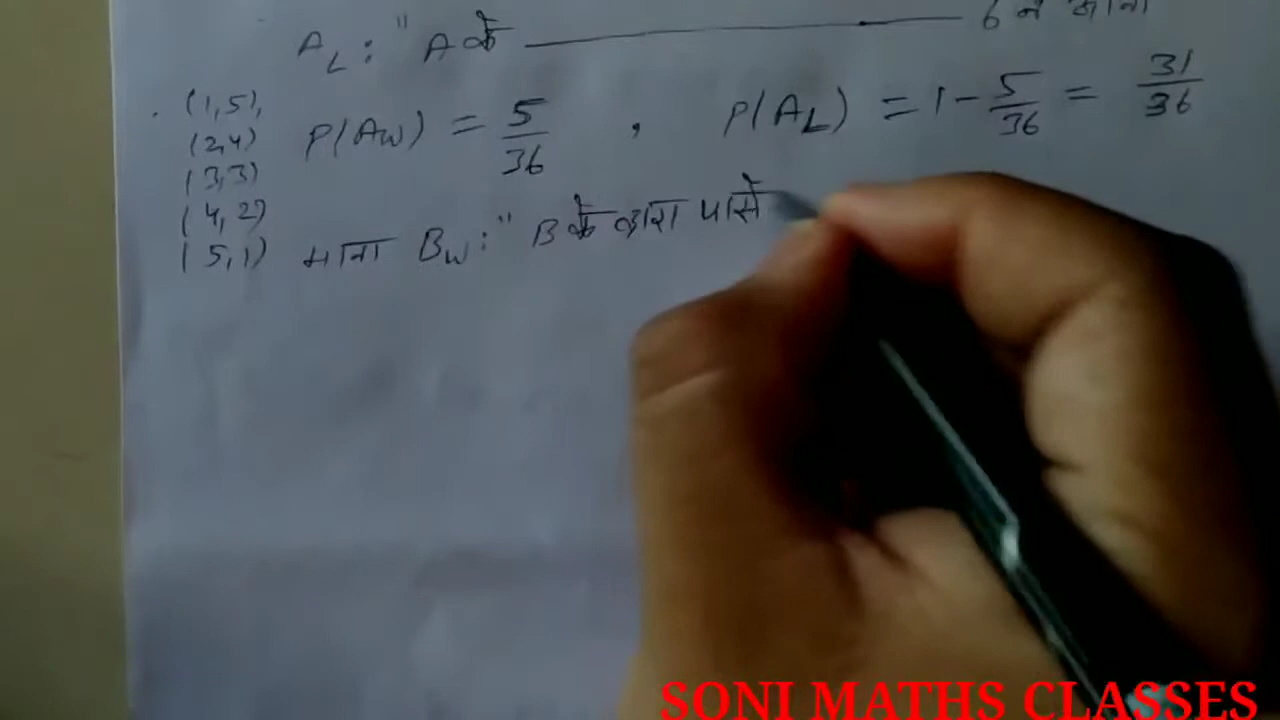 A_L : " A के ———— 6 न आना
(1,5),
(2,4)
(3,3)
(4,2)
(5,1)
P(A_W) = 5/36 , P(A_L) = 1 - 5/36 = 31/36
माना B_W : " B के द्वारा पासे
SONI MATHS CLASSES